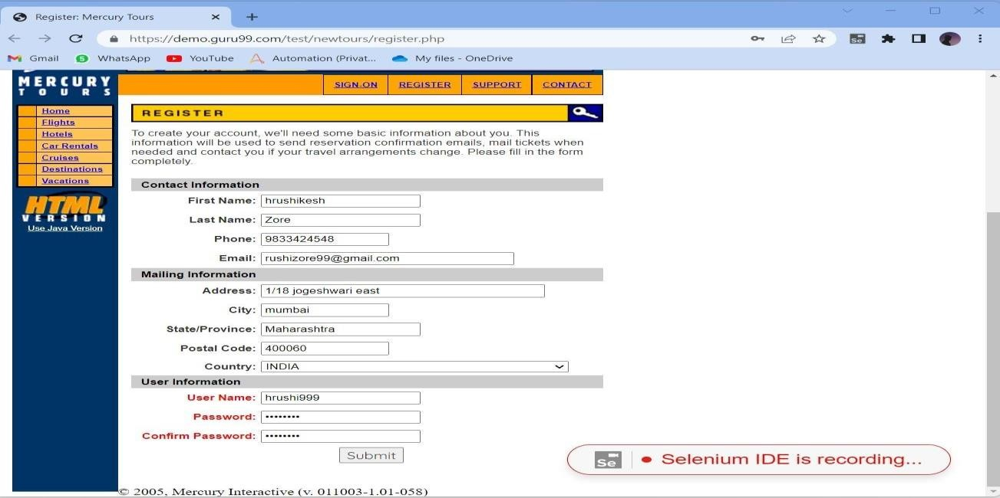 Register: Mercury Tours
https://demo.guru99.com/test/newtours/register.php
Gmail WhatsApp YouTube Automation (Privat... My files - OneDrive
MERCURY
TOURS
SIGN-ON REGISTER SUPPORT CONTACT
Home
Flights
Hotels
Car Rentals
Cruises
Destinations
Vacations
HTML
VERSION
Use Java Version
REGISTER
To create your account, we'll need some basic information about you. This
information will be used to send reservation confirmation emails, mail tickets when
needed and contact you if your travel arrangements change. Please fill in the form
completely.
Contact Information
First Name: hrushikesh
Last Name: Zore
Phone: 9833424548
Email: rushizore99@gmail.com
Mailing Information
Address: 1/18 jogeshwari east
City: mumbai
State/Province: Maharashtra
Postal Code: 400060
Country: INDIA
User Information
User Name: hrushi999
Password: ••••••••
Confirm Password: ••••••••
Submit
Se Selenium IDE is recording...
© 2005, Mercury Interactive (v. 011003-1.01-058)